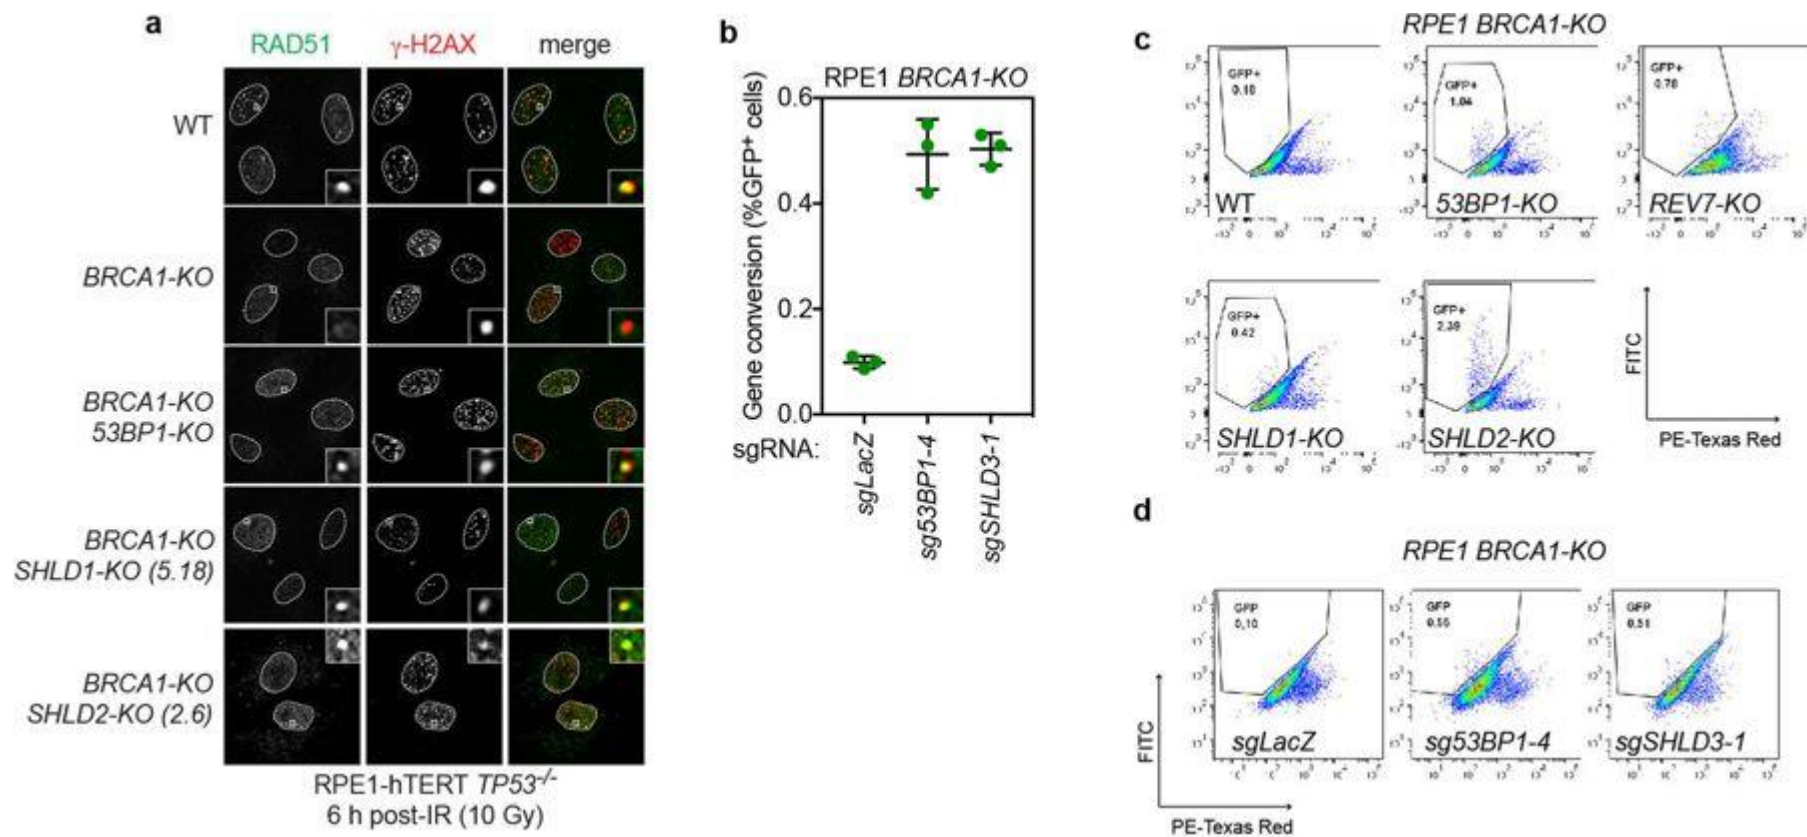 a
RAD51 γ-H2AX merge
WT
BRCA1-KO
BRCA1-KO
53BP1-KO
BRCA1-KO
SHLD1-KO (5.18)
BRCA1-KO
SHLD2-KO (2.6)
RPE1-hTERT TP53-/-
6 h post-IR (10 Gy)
b
RPE1 BRCA1-KO
Gene conversion (%GFP+ cells)
0.6
0.4
0.2
0.0
sgRNA:
sgLacZ
sg53BP1-4
sgSHLD3-1
c
RPE1 BRCA1-KO
GFP+
WT
GFP+
1.04
53BP1-KO
GFP+
0.78
REV7-KO
GFP+
0.42
SHLD1-KO
GFP+
2.39
SHLD2-KO
FITC
PE-Texas Red
d
RPE1 BRCA1-KO
GFP
0.10
sgLacZ
GFP
0.55
sg53BP1-4
GFP
0.51
sgSHLD3-1
FITC
PE-Texas Red